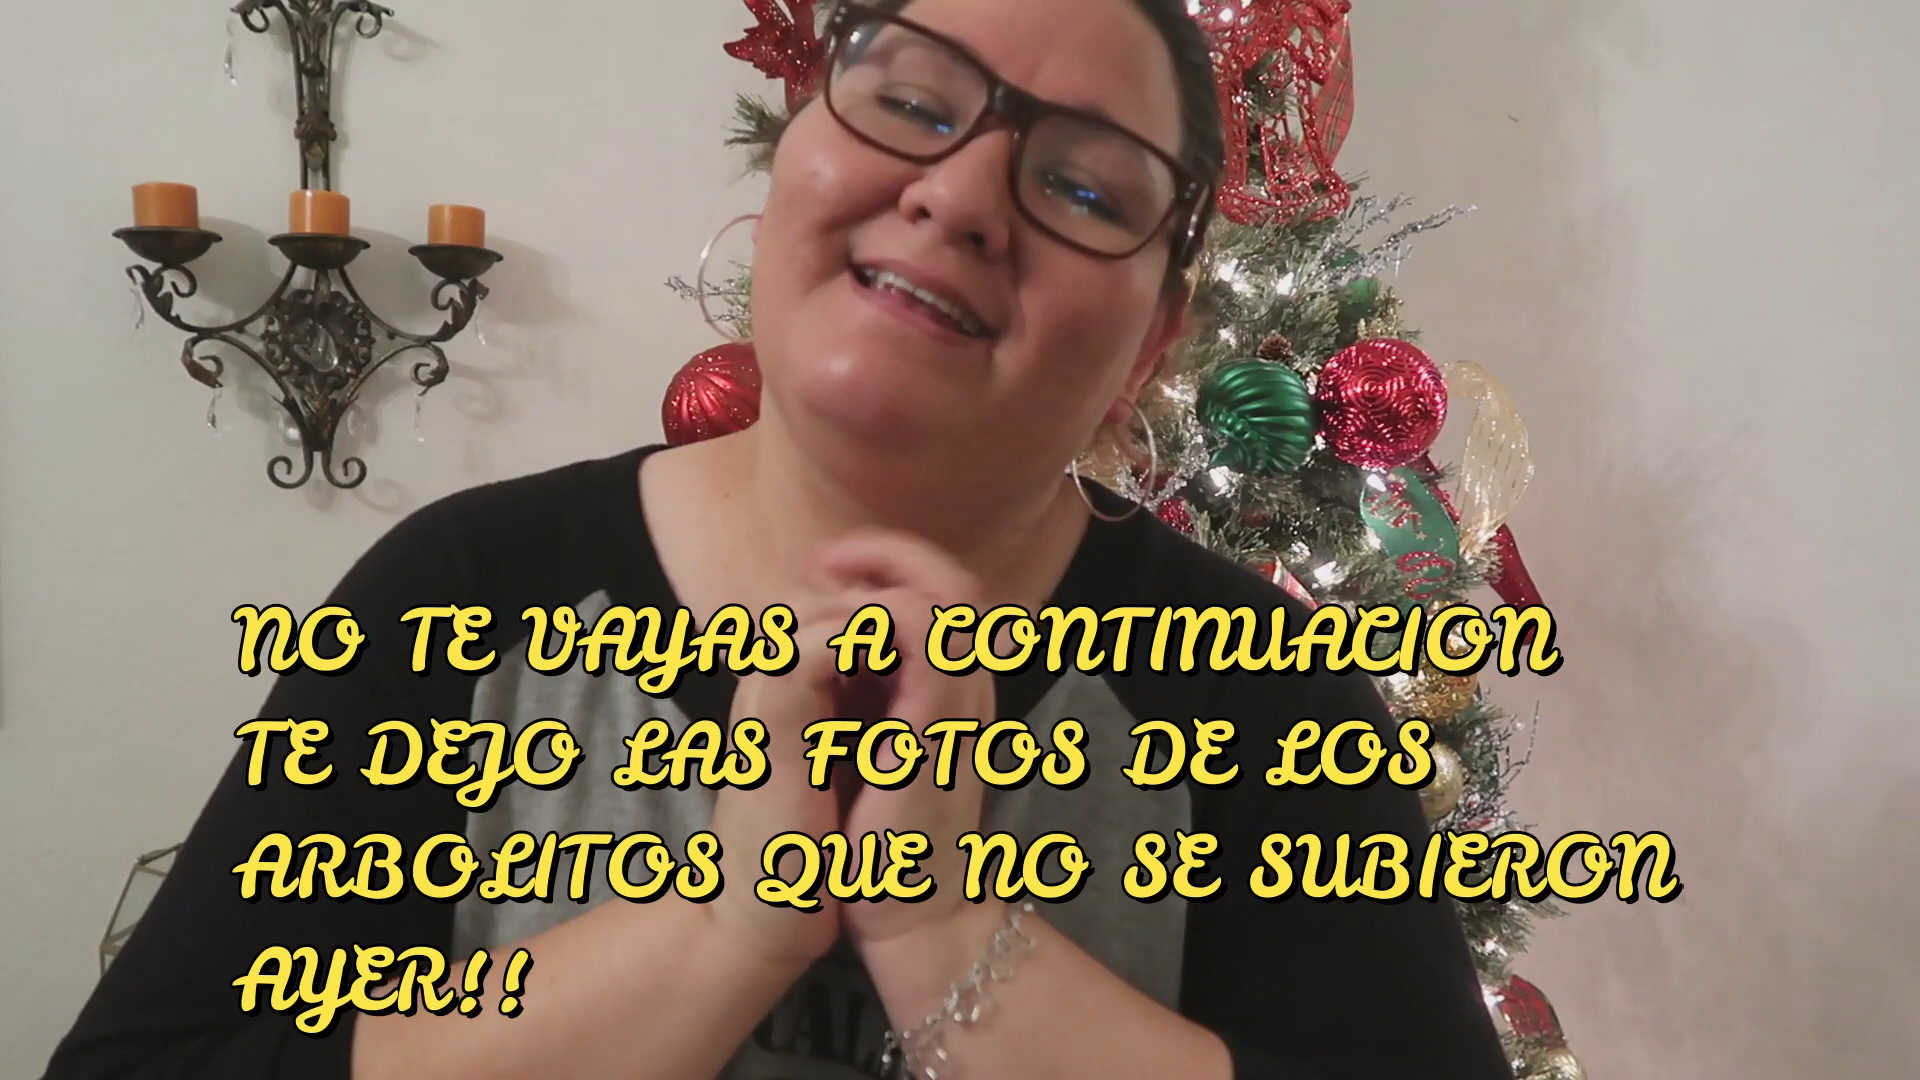 NO TE VAYAS A CONTINUACION
TE DEJO LAS FOTOS DE LOS
ARBOLITOS QUE NO SE SUBIERON
AYER!!